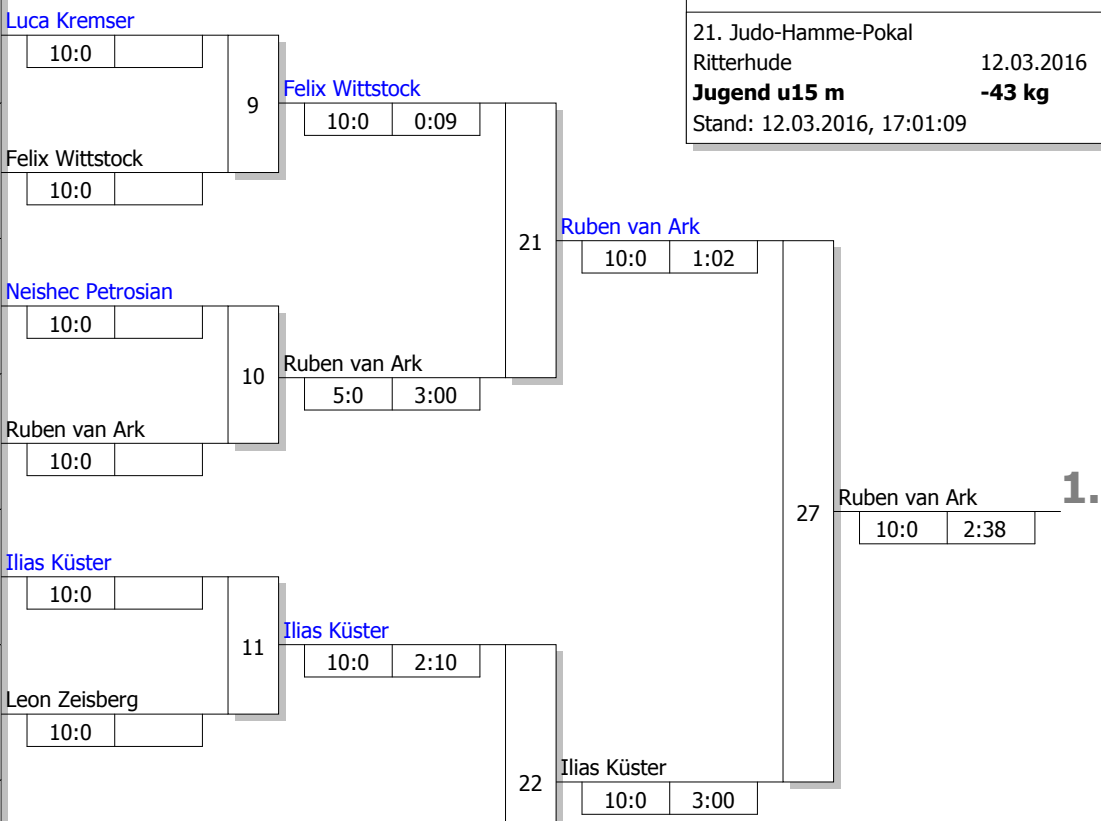 21. Judo-Hamme-Pokal
Ritterhude 12.03.2016
Jugend u15 m -43 kg
Stand: 12.03.2016, 17:01:09
Luca Kremser
10:0
9
Felix Wittstock
10:0 0:09
Felix Wittstock
10:0
21
Ruben van Ark
10:0 1:02
Neishec Petrosian
10:0
10
Ruben van Ark
5:0 3:00
Ruben van Ark
10:0
27
Ruben van Ark 1.
10:0 2:38
Ilias Küster
10:0
11
Ilias Küster
10:0 2:10
Leon Zeisberg
10:0
22
Ilias Küster
10:0 3:00